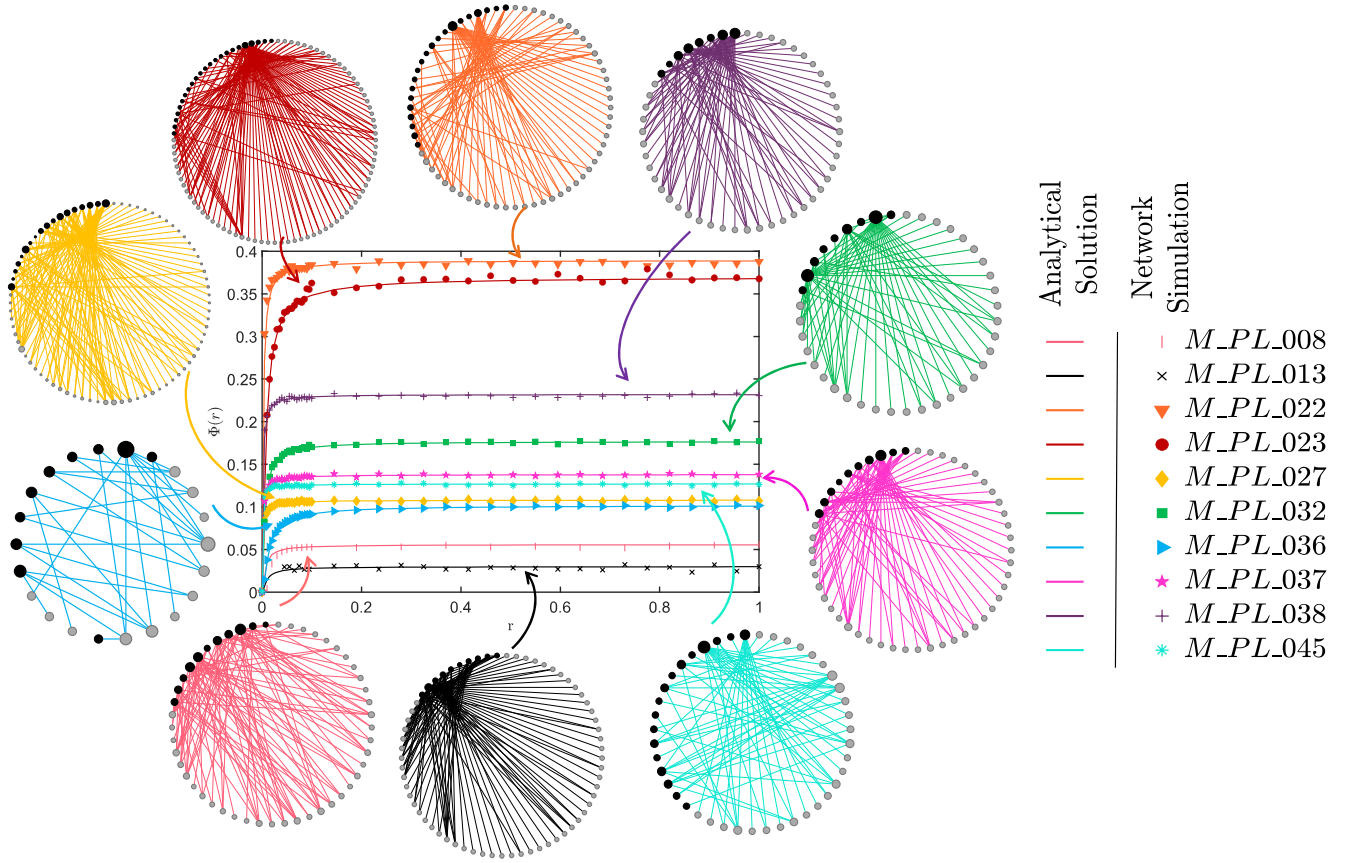 0.4
0.35
0.3
0.25
0.2
0.15
0.1
0.05
0
Φ(r)
0 0.2 0.4 0.6 0.8 1
r
Analytical
Solution
Network
Simulation
M_PL_008
M_PL_013
M_PL_022
M_PL_023
M_PL_027
M_PL_032
M_PL_036
M_PL_037
M_PL_038
M_PL_045